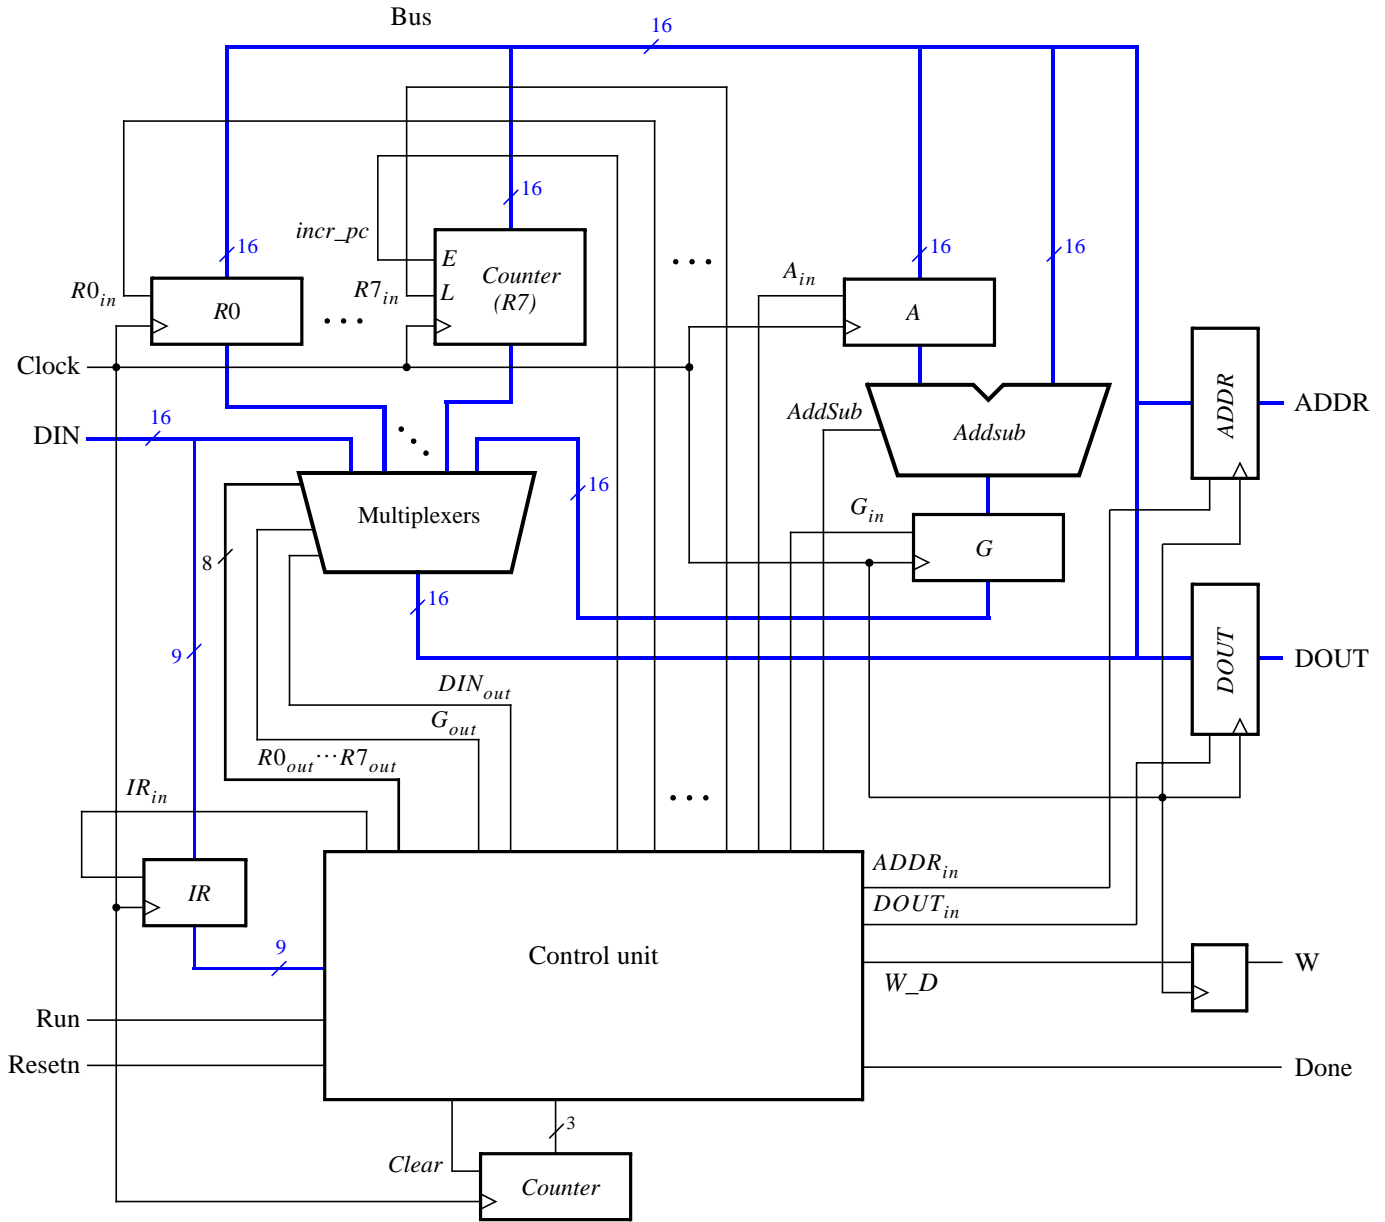 Bus
16
16
incr_pc
16
16
16
E
Counter
(R7)
R0in
R7in
L
Ain
R0
A
Clock
ADDR
ADDR
AddSub
Addsub
DIN
16
16
Multiplexers
Gin
8
G
16
9
DOUT
DOUT
DINout
Gout
R0out···R7out
IRin
ADDRin
IR
DOUTin
9
Control unit
W_D
W
Run
Resetn
Done
3
Clear
Counter